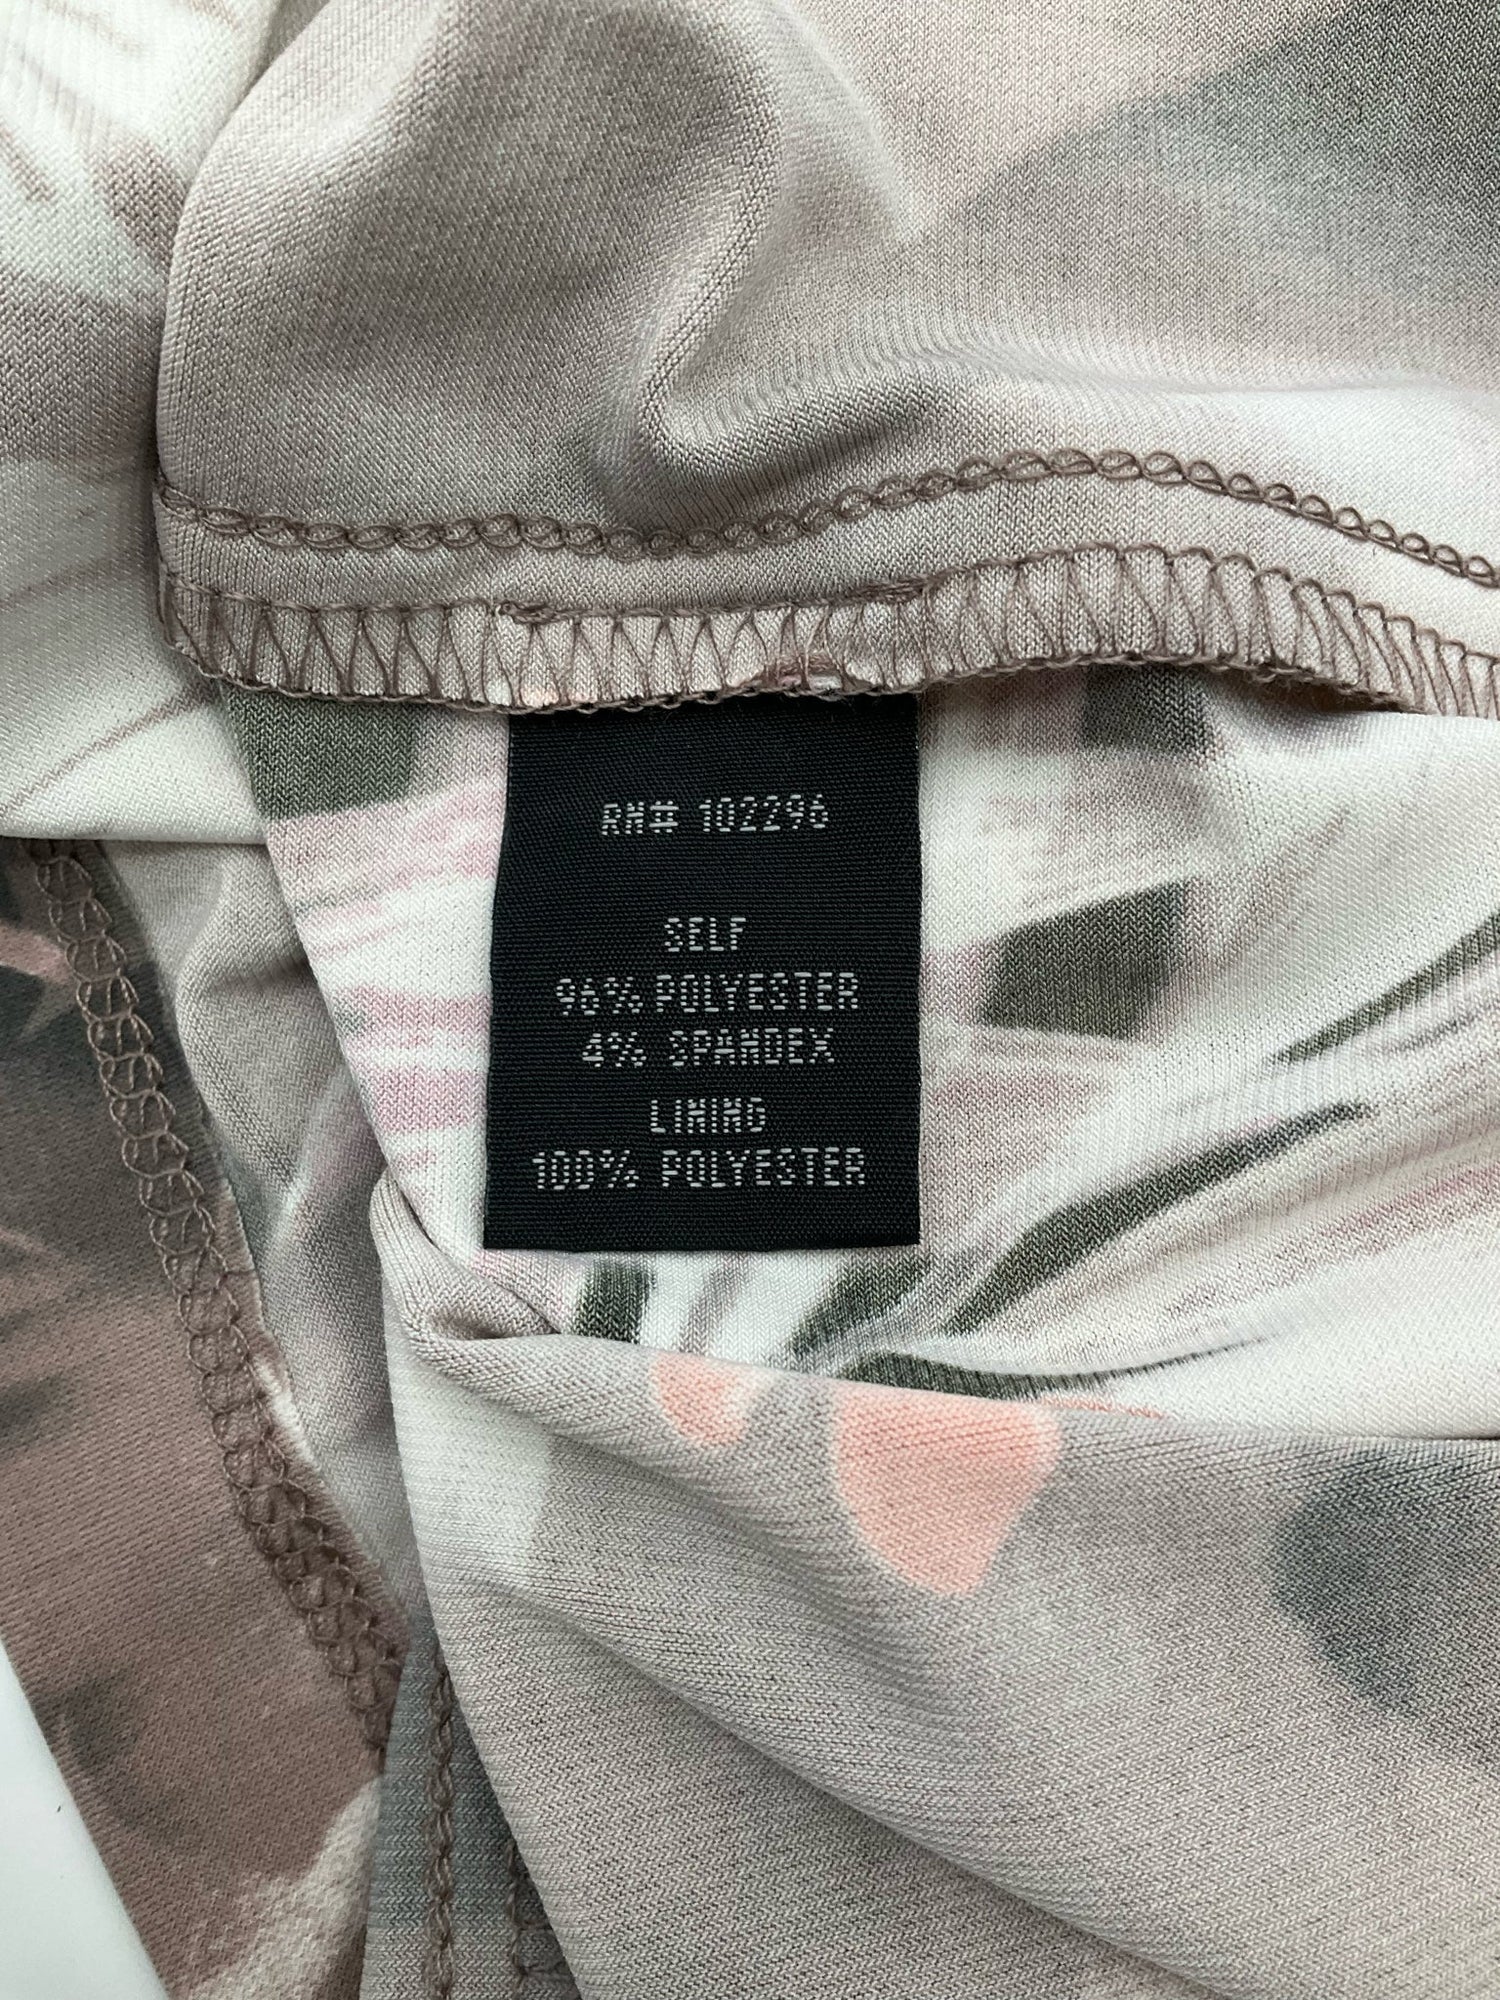 RN# 102296
SELF
96% POLYESTER
4% SPANDEX
LINING
100% POLYESTER